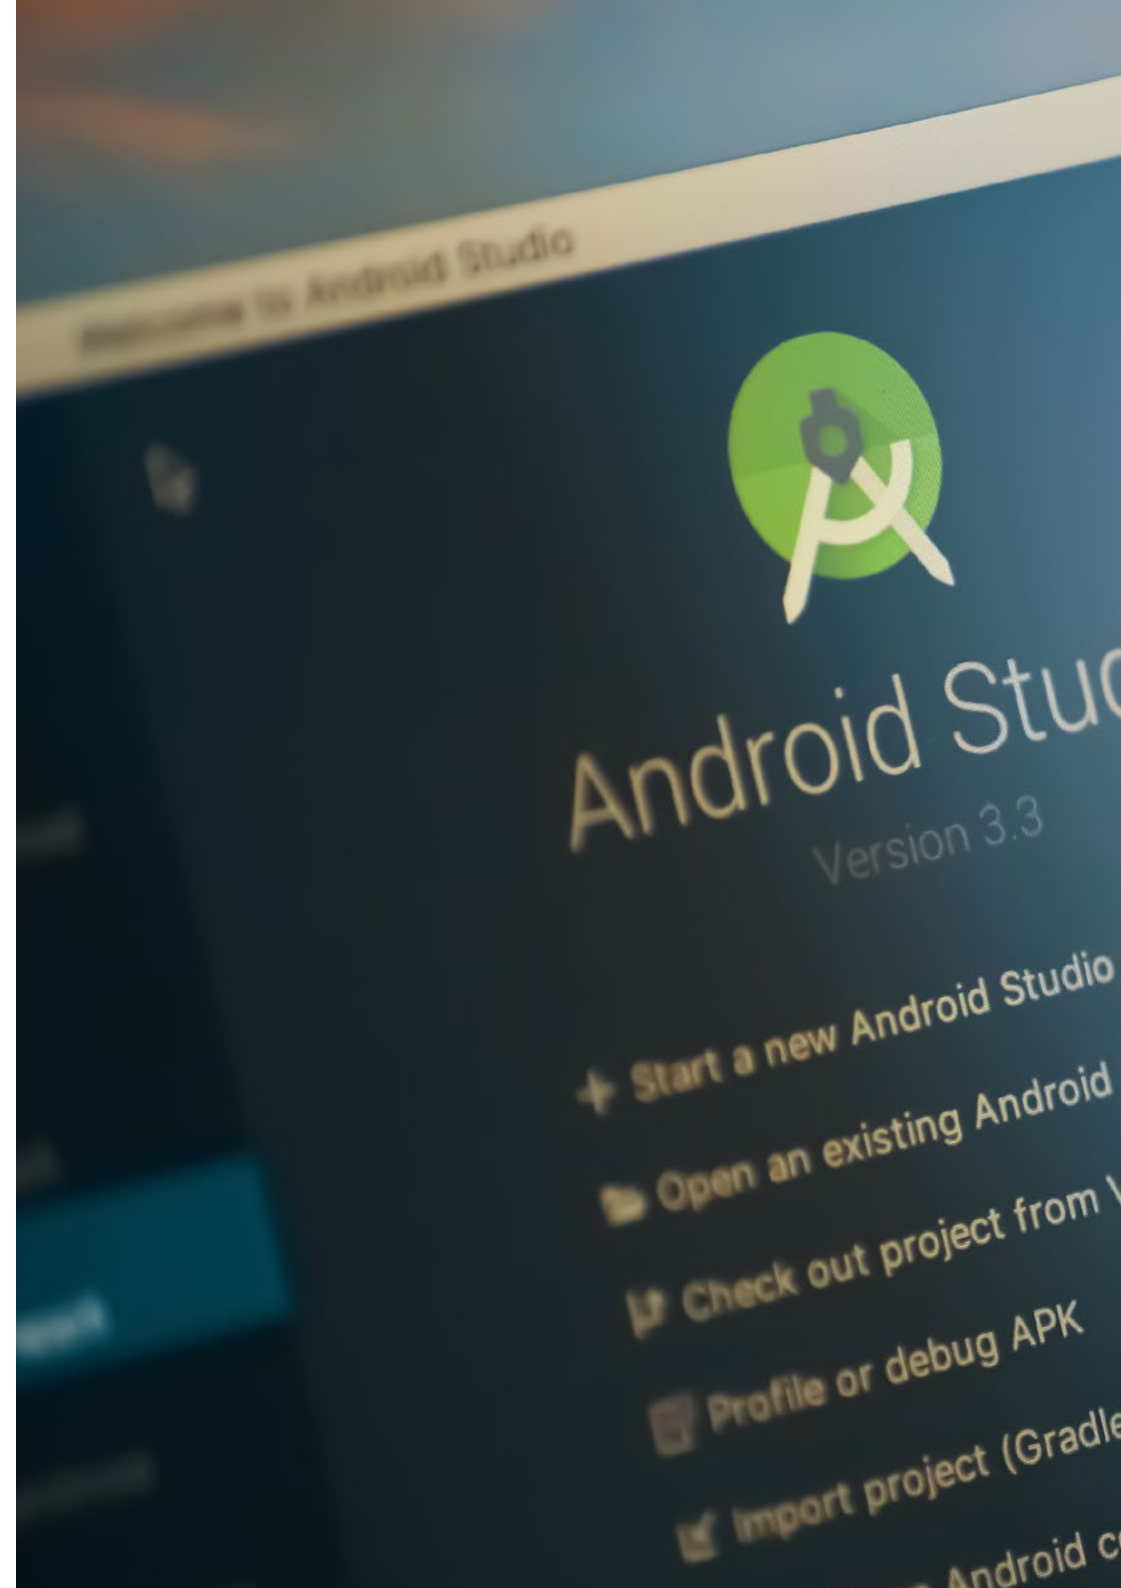 Welcome to Android Studio
Android Stu
Version 3.3
Start a new Android Studio
Open an existing Android
Check out project from
Profile or debug APK
Import project (Gradle
Android